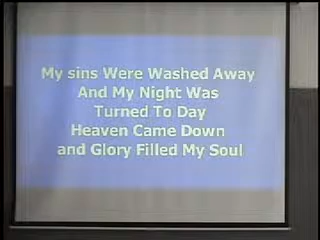 My sins Were Washed Away
And My Night Was
Turned To Day
Heaven Came Down
and Glory Filled My Soul